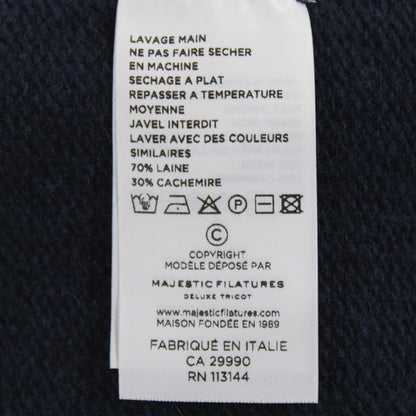 LAVAGE MAIN
NE PAS FAIRE SECHER
EN MACHINE
SECHAGE A PLAT
REPASSER A TEMPERATURE
MOYENNE
JAVEL INTERDIT
LAVER AVEC DES COULEURS
SIMILAIRES
70% LAINE
30% CACHEMIRE
P
©
COPYRIGHT
MODÈLE DÉPOSÉ PAR
MAJESTIC FILATURES
DELUXE TRICOT
www.majesticfilatures.com
MAISON FONDÉE EN 1989
FABRIQUÉ EN ITALIE
CA 29990
RN 113144